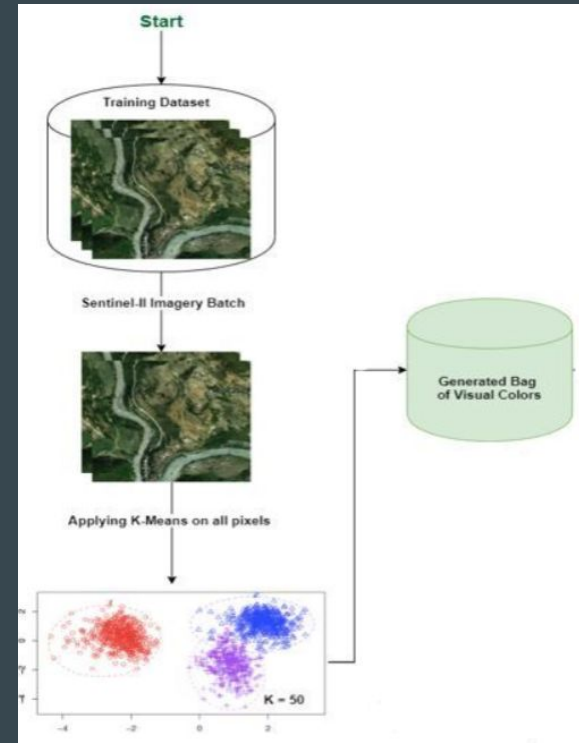 Start
Training Dataset
Sentinel-II Imagery Batch
Generated Bag
of Visual Colors
Applying K-Means on all pixels
K = 50
-4
-2
0
2